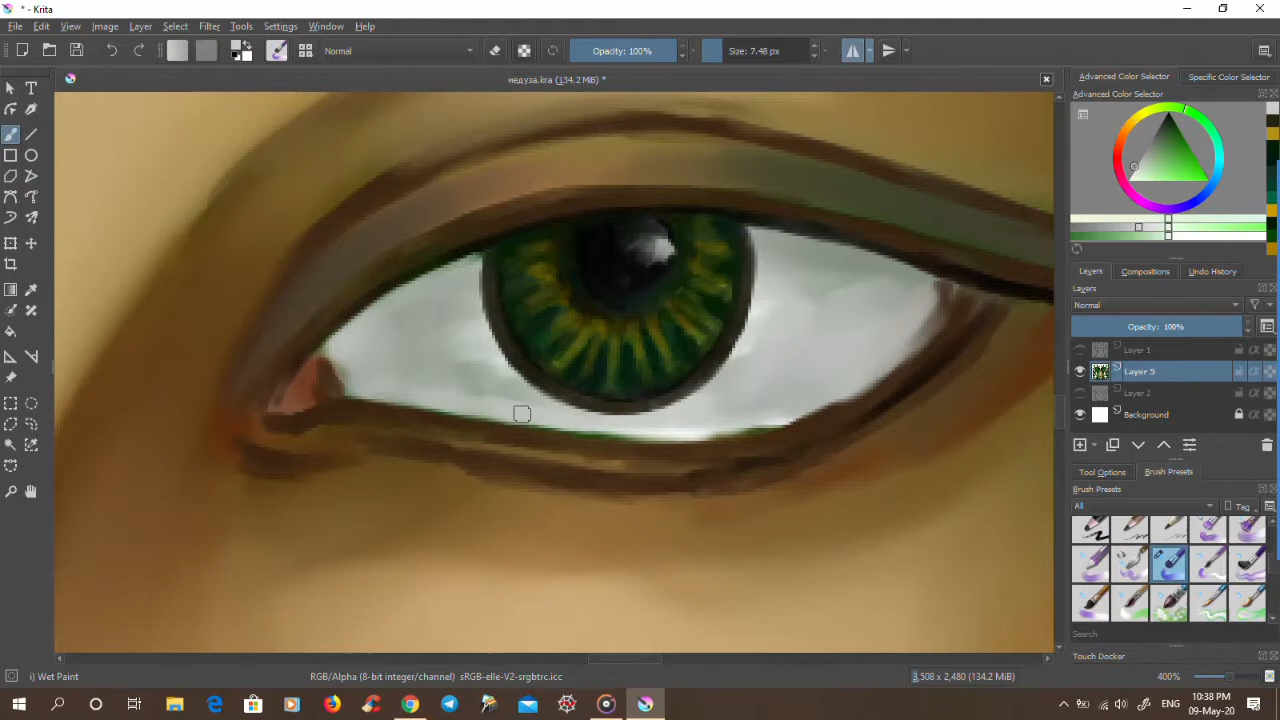 * - Krita
File Edit View Image Layer Select Filter Tools Settings Window Help
Normal Opacity: 100% Size: 7.48 px
медуза.kra (134.2 MiB) *
Advanced Color Selector Specific Color Selector
Advanced Color Selector
Layers Compositions Undo History
Layers
Normal
Opacity: 100%
Layer 1
Layer 5
Layer 2
Background
Tool Options Brush Presets
Brush Presets
All Tag
Search
Touch Docker
i) Wet Paint RGB/Alpha (8-bit integer/channel) sRGB-elle-V2-srgbtrc.icc 3,508 x 2,480 (134.2 MiB) 400%
ENG
10:38 PM
09-May-20